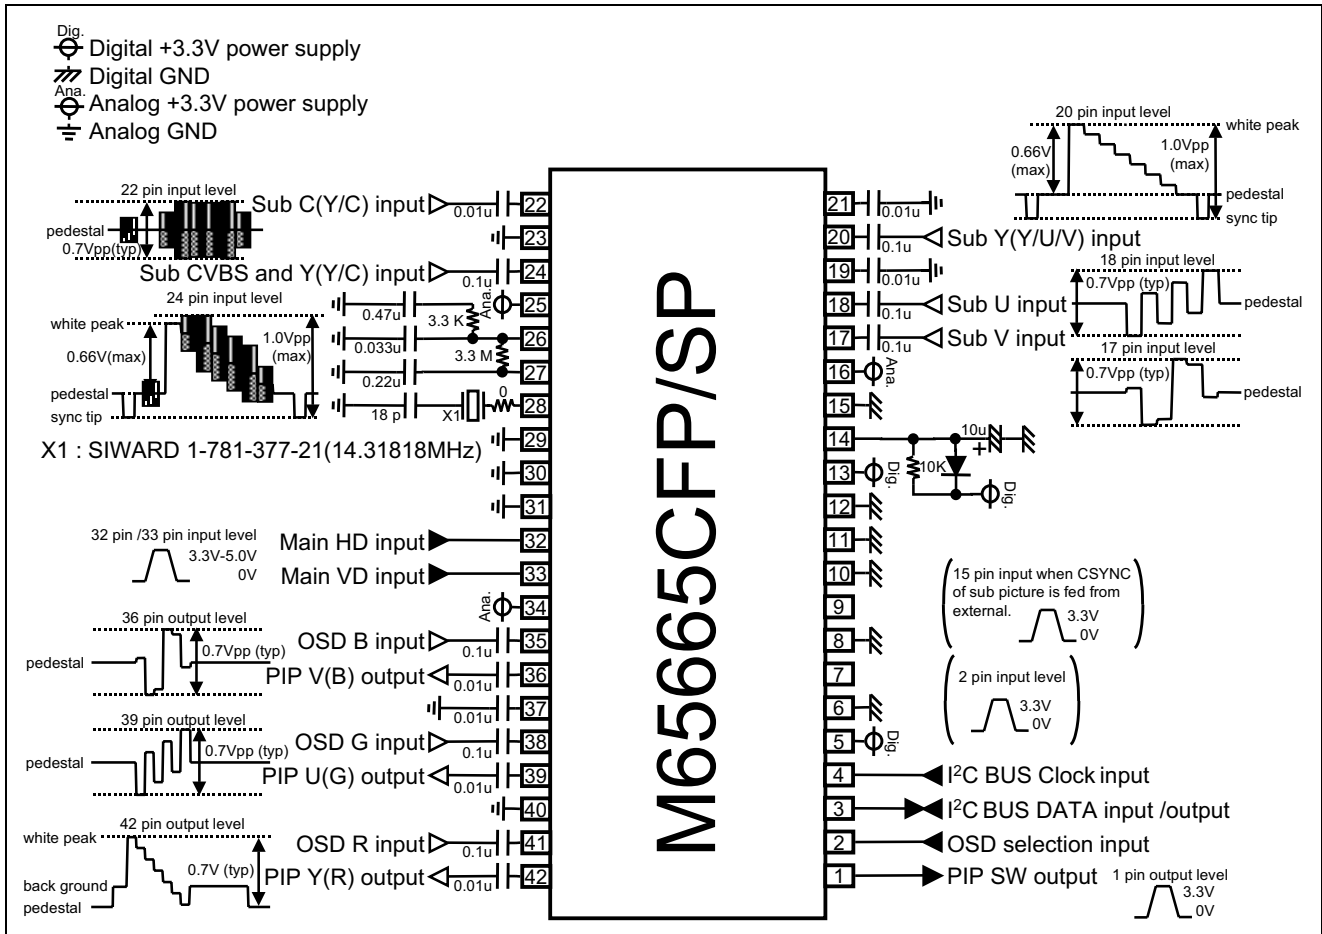 Dig.
Digital +3.3V power supply
Digital GND
Ana.
Analog +3.3V power supply
Analog GND
22 pin input level
pedestal
0.7Vpp(typ)
Sub C(Y/C) input
0.01u
22
23
Sub CVBS and Y(Y/C) input
0.1u
24
24 pin input level
white peak
0.66V(max)
1.0Vpp
(max)
pedestal
sync tip
Ana.
25
0.47u
3.3 K
0.033u
26
3.3 M
0.22u
27
18 p
X1
0
28
X1 : SIWARD 1-781-377-21(14.31818MHz)
29
30
31
32 pin /33 pin input level
3.3V-5.0V
0V
Main HD input
32
Main VD input
33
Ana.
34
36 pin output level
pedestal
0.7Vpp (typ)
OSD B input
0.1u
35
PIP V(B) output
0.01u
36
0.01u
37
39 pin output level
pedestal
0.7Vpp (typ)
OSD G input
0.1u
38
PIP U(G) output
0.01u
39
40
42 pin output level
white peak
0.7V (typ)
back ground
pedestal
OSD R input
0.1u
41
PIP Y(R) output
0.01u
42
M65665CFP/SP
20 pin input level
white peak
0.66V
(max)
1.0Vpp
(max)
pedestal
sync tip
21
0.01u
20
0.1u
Sub Y(Y/U/V) input
19
0.01u
18 pin input level
0.7Vpp (typ)
pedestal
18
0.1u
Sub U input
17
0.1u
Sub V input
17 pin input level
0.7Vpp (typ)
pedestal
16
Ana.
15
14
10u
+
10K
Dig.
13
Dig.
12
11
10
15 pin input when CSYNC
of sub picture is fed from
external.
3.3V
0V
9
8
7
2 pin input level
3.3V
0V
6
5
Dig.
4
I²C BUS Clock input
3
I²C BUS DATA input /output
2
OSD selection input
1
PIP SW output
1 pin output level
3.3V
0V